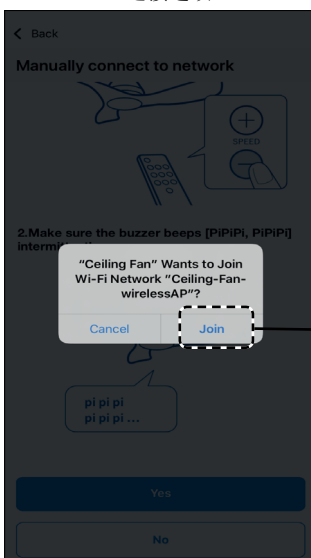 Back
Manually connect to network
SPEED
2.Make sure the buzzer beeps [PiPiPi, PiPiPi]
"Ceiling Fan" Wants to Join
Wi-Fi Network "Ceiling-Fan-
wirelessAP"?
Cancel
Join
pi pi pi
pi pi pi ...
Yes
No